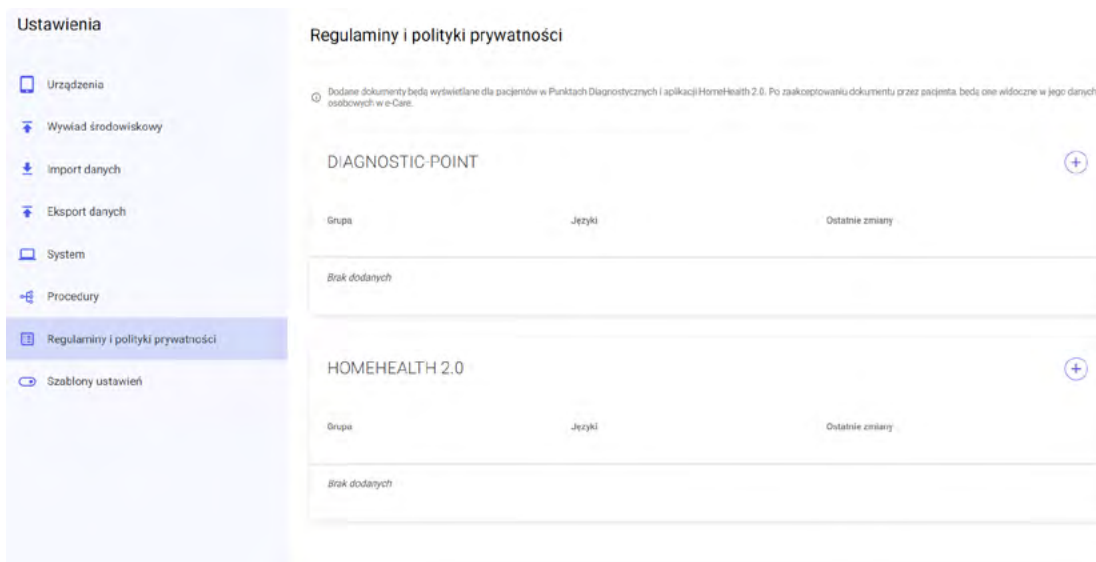 Ustawienia
Urządzenia
Wywiad środowiskowy
Import danych
Eksport danych
System
Procedury
Regulaminy i polityki prywatności
Szablony ustawień
Regulaminy i polityki prywatności
Dodane dokumenty będą wyświetlane dla pacjentów w Punktach Diagnostycznych i aplikacji HomeHealth 2.0. Po zaakceptowaniu dokumentu przez pacjenta, będą one widoczne w jego danych
osobowych w e-Care.
DIAGNOSTIC-POINT
Grupa Języki Ostatnie zmiany
Brak dodanych
HOMEHEALTH 2.0
Grupa Języki Ostatnie zmiany
Brak dodanych